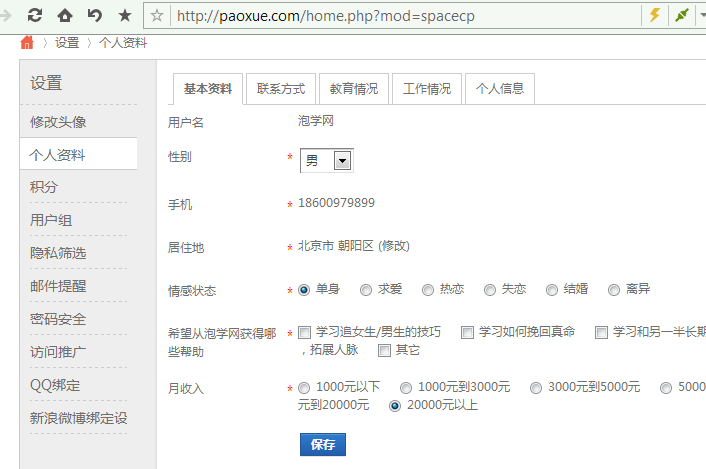 http://paoxue.com/home.php?mod=spacecp
设置 个人资料
设置
修改头像
个人资料
积分
用户组
隐私筛选
邮件提醒
密码安全
访问推广
QQ绑定
新浪微博绑定设
基本资料 联系方式 教育情况 工作情况 个人信息
用户名 泡学网
性别 * 男
手机 * 18600979899
居住地 * 北京市 朝阳区 (修改)
情感状态 * 单身 求爱 热恋 失恋 结婚 离异
希望从泡学网获得哪 * 学习追女生/男生的技巧 学习如何挽回真命 学习和另一半长期
些帮助 ，拓展人脉 其它
月收入 * 1000元以下 1000元到3000元 3000元到5000元 5000
元到20000元 20000元以上
保存